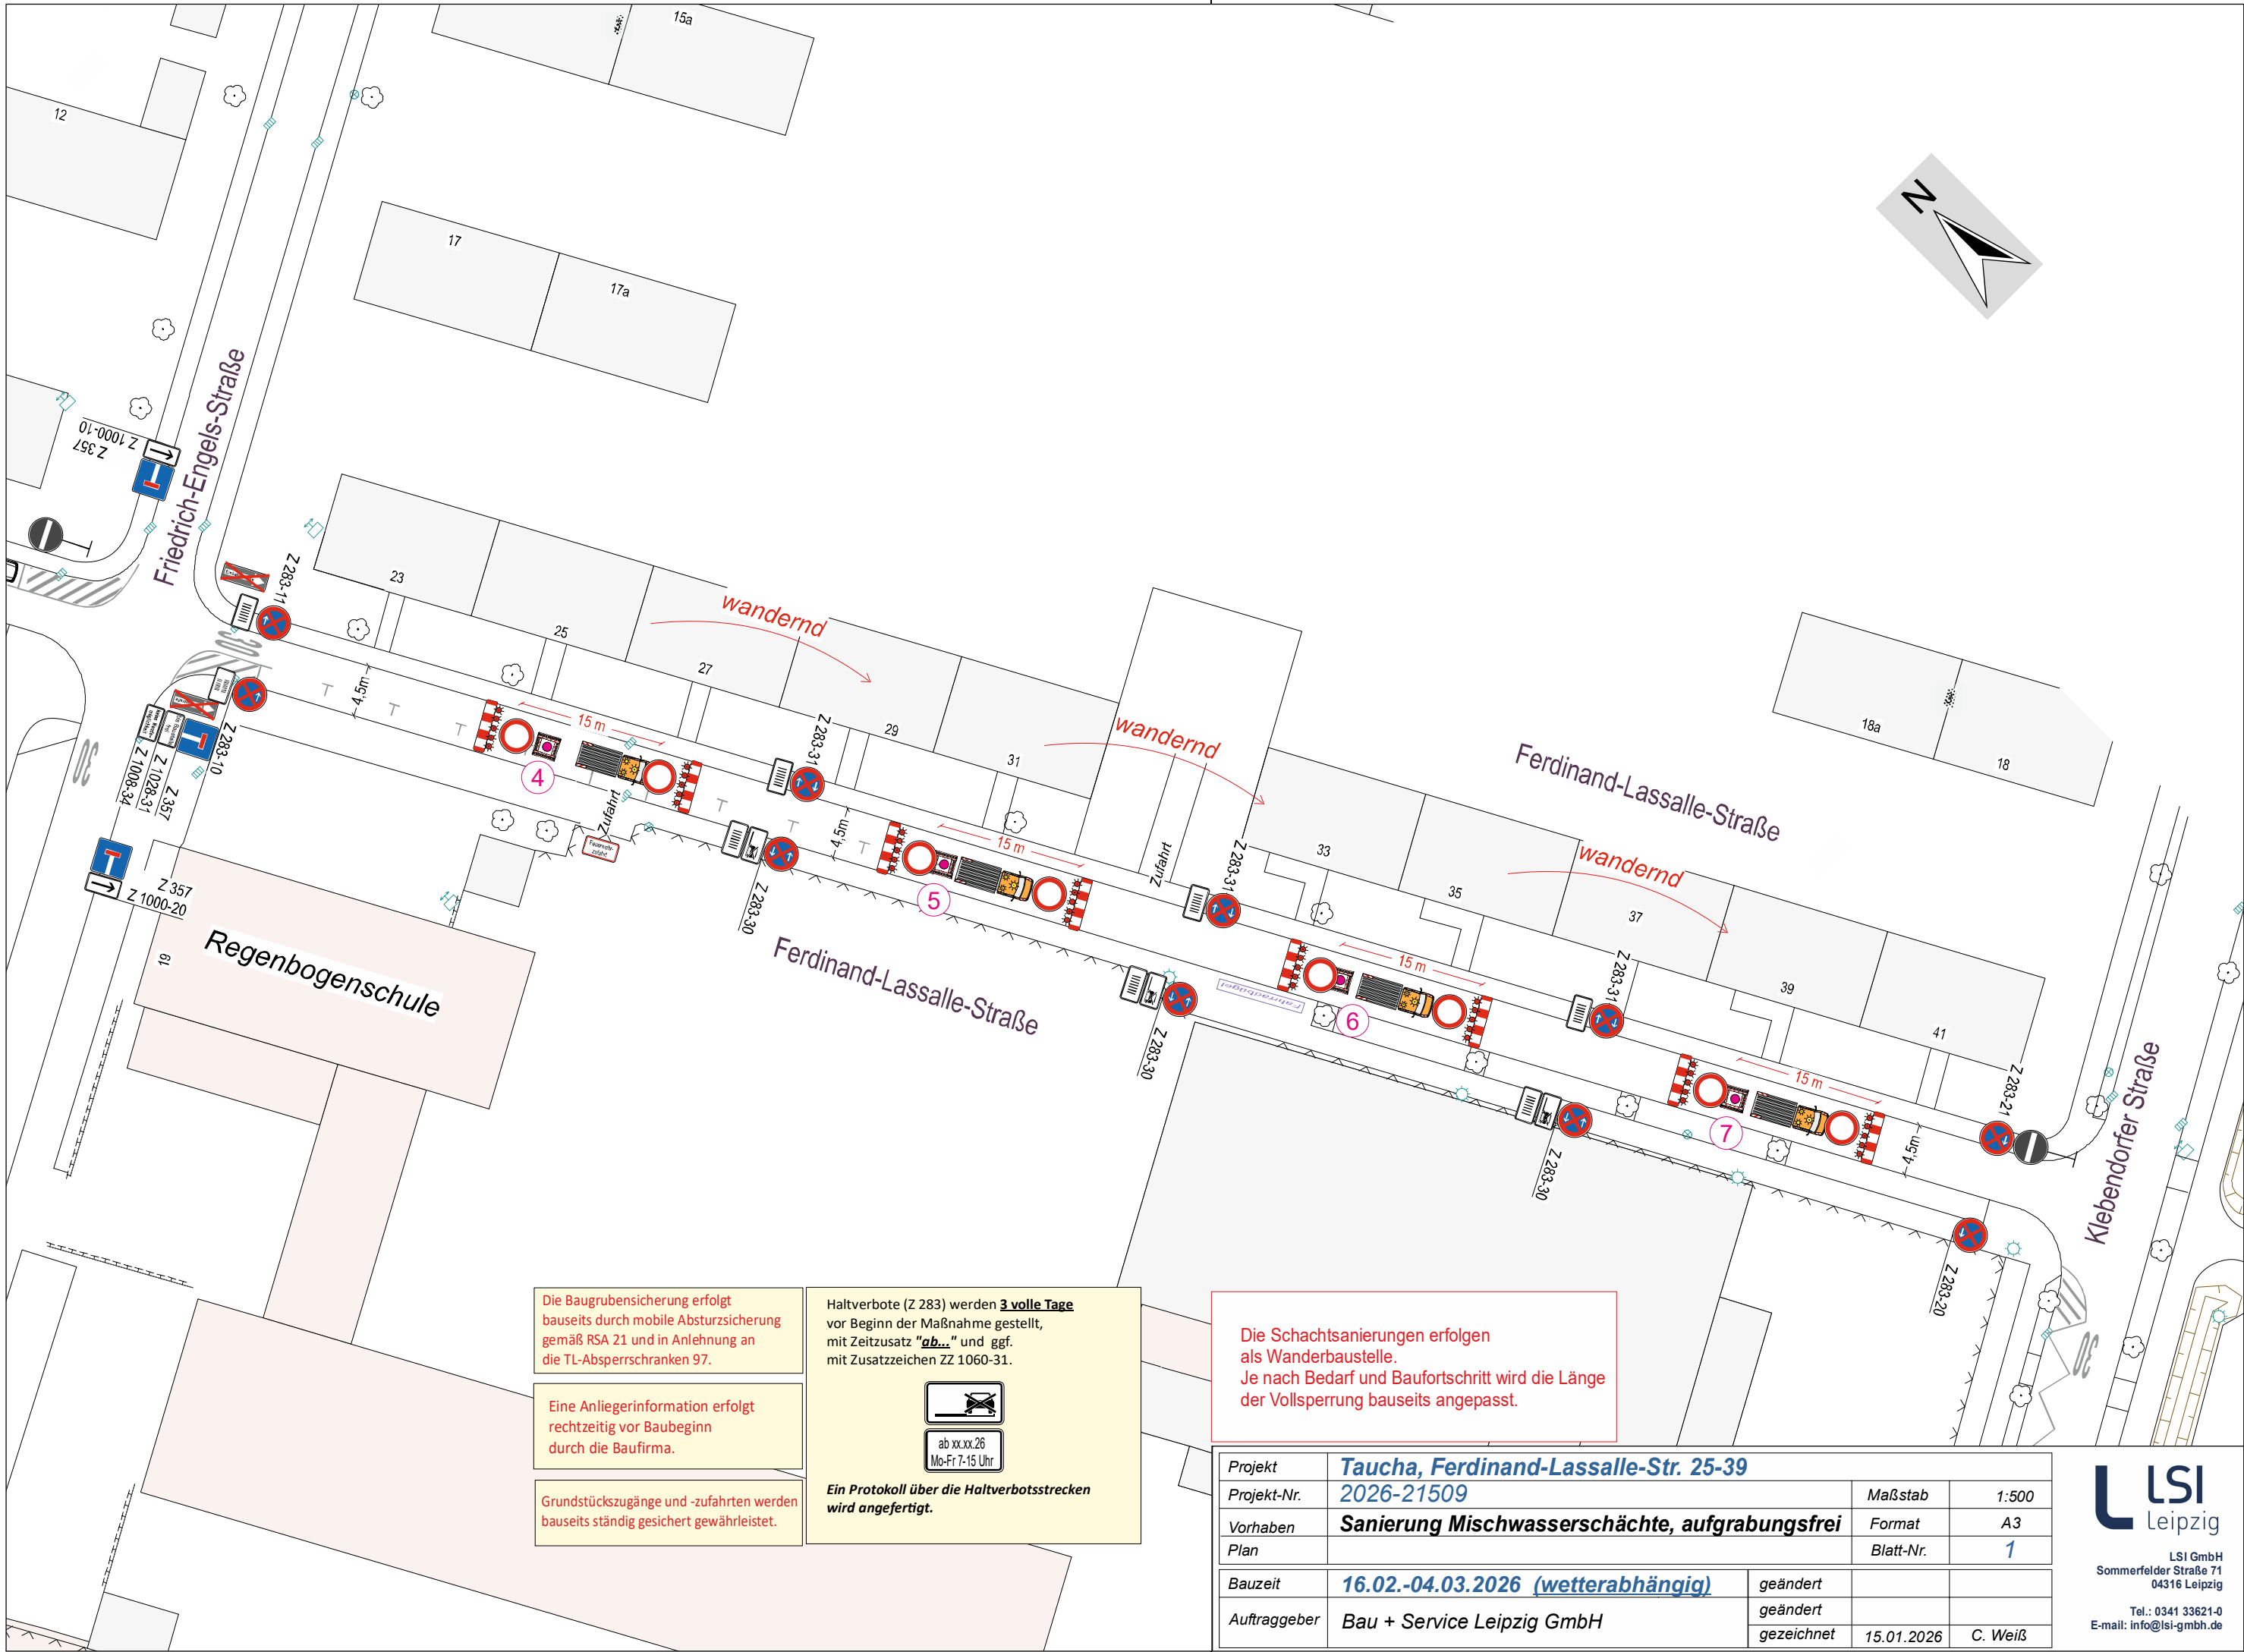 15a
12
17
17a
Z 1000-10
Z 357
Friedrich-Engels-Straße
Z 283-11
30
23
25
27
29
31
33
35
37
39
41
18a
18
N
wandernd
wandernd
wandernd
4,5m
4,5m
4,5m
15 m
15 m
15 m
15 m
4
5
6
7
Z 283-10
Z 357
Z 1028-31
Z 1008-34
30
Z 357
Z 1000-20
Zufahrt
Feuerwehr-
zufahrt
Z 283-31
Z 283-30
Zufahrt
Z 283-31
Z 283-30
Fahrradbügel
Z 283-31
Z 283-30
Z 283-21
Z 283-20
30
Ferdinand-Lassalle-Straße
Ferdinand-Lassalle-Straße
Klebendorfer Straße
19
Regenbogenschule
Die Baugrubensicherung erfolgt
bauseits durch mobile Absturzsicherung
gemäß RSA 21 und in Anlehnung an
die TL-Absperrschranken 97.
Eine Anliegerinformation erfolgt
rechtzeitig vor Baubeginn
durch die Baufirma.
Grundstückszugänge und -zufahrten werden
bauseits ständig gesichert gewährleistet.
Haltverbote (Z 283) werden 3 volle Tage
vor Beginn der Maßnahme gestellt,
mit Zeitzusatz "ab..." und ggf.
mit Zusatzzeichen ZZ 1060-31.
ab xx.xx.26
Mo-Fr 7-15 Uhr
Ein Protokoll über die Haltverbotsstrecken
wird angefertigt.
Die Schachtsanierungen erfolgen
als Wanderbaustelle.
Je nach Bedarf und Baufortschritt wird die Länge
der Vollsperrung bauseits angepasst.
Projekt Taucha, Ferdinand-Lassalle-Str. 25-39
Projekt-Nr. 2026-21509 Maßstab 1:500
Vorhaben Sanierung Mischwasserschächte, aufgrabungsfrei Format A3
Plan Blatt-Nr. 1
Bauzeit 16.02.-04.03.2026 (wetterabhängig) geändert
Auftraggeber Bau + Service Leipzig GmbH geändert
gezeichnet 15.01.2026 C. Weiß
LSI
Leipzig
LSI GmbH
Sommerfelder Straße 71
04316 Leipzig
Tel.: 0341 33621-0
E-mail: info@lsi-gmbh.de